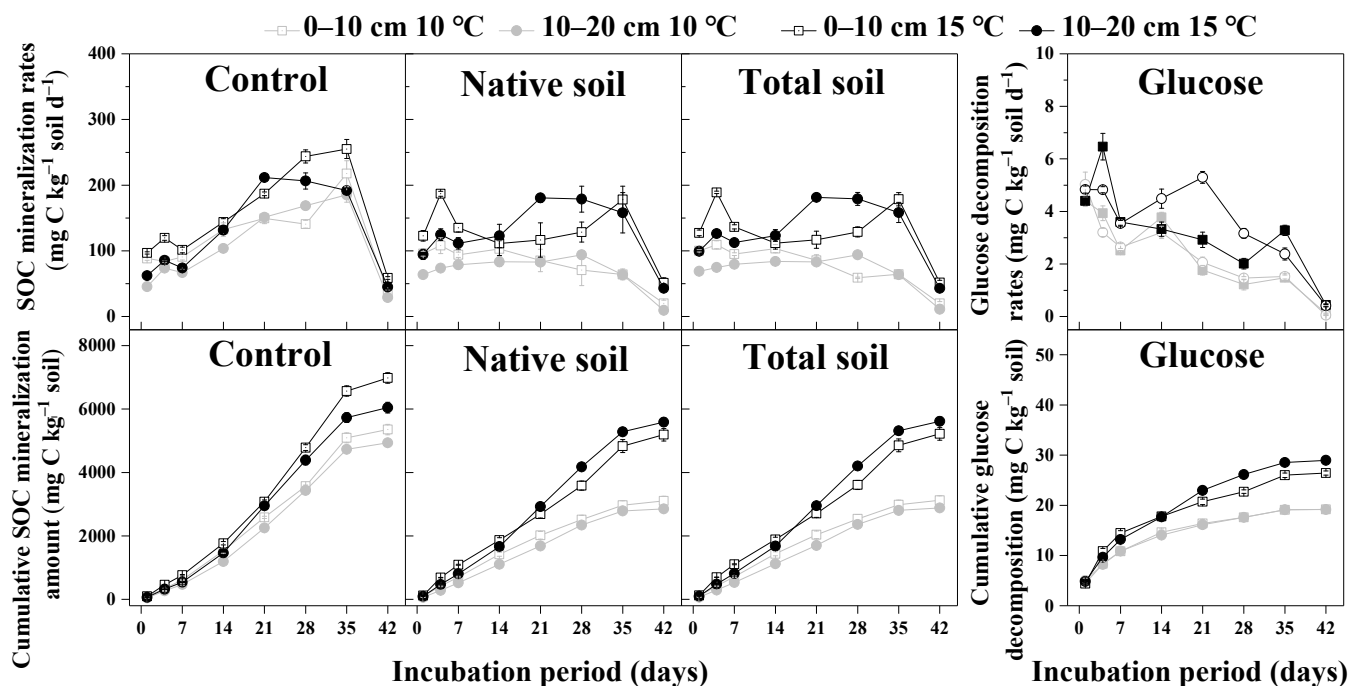 0–10 cm 10 °C 10–20 cm 10 °C 0–10 cm 15 °C 10–20 cm 15 °C
SOC mineralization rates
(mg C kg⁻¹ soil d⁻¹)
400
300
200
100
0
Control
Native soil
Total soil
Glucose decomposition
rates (mg C kg⁻¹ soil d⁻¹)
10
8
6
4
2
0
Glucose
Cumulative SOC mineralization
amount (mg C kg⁻¹ soil)
8000
6000
4000
2000
0
Control
Native soil
Total soil
Cumulative glucose
decomposition (mg C kg⁻¹ soil)
50
40
30
20
10
0
Glucose
0 7 14 21 28 35 42
0 7 14 21 28 35 42
0 7 14 21 28 35 42
0 7 14 21 28 35 42
Incubation period (days)
Incubation period (days)